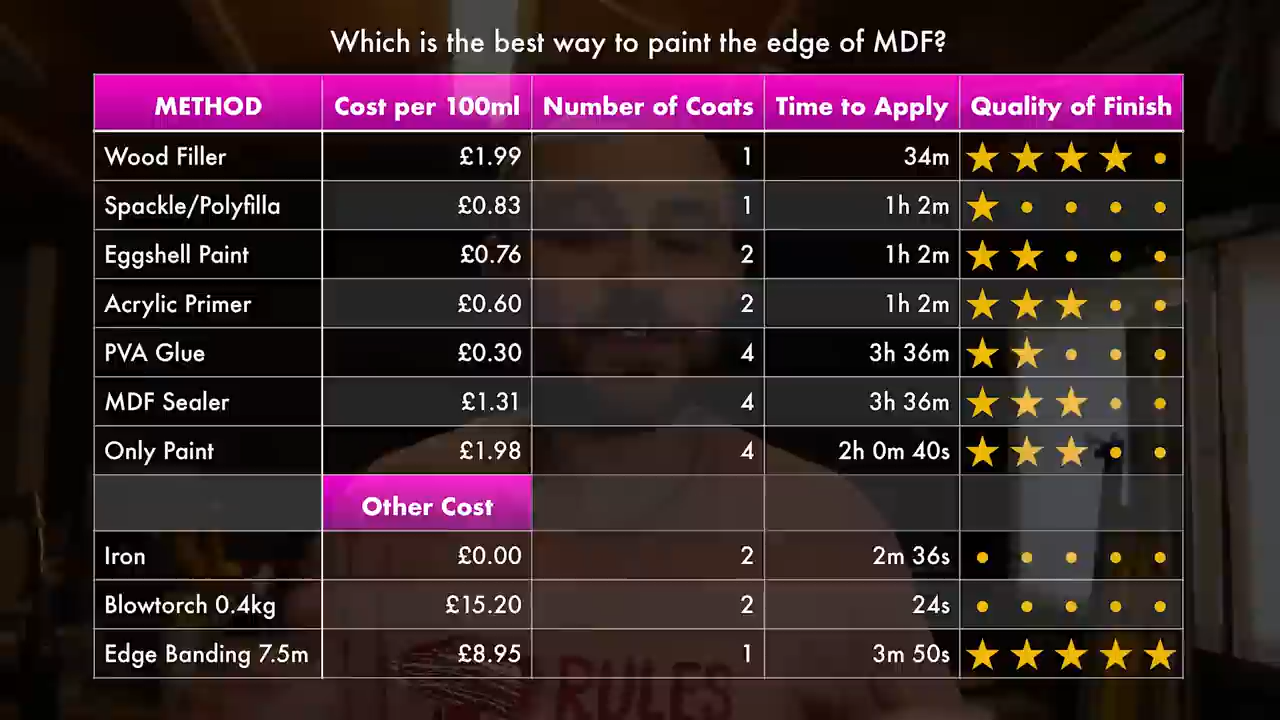 Which is the best way to paint the edge of MDF?
METHOD Cost per 100ml Number of Coats Time to Apply Quality of Finish
Wood Filler £1.99 1 34m
Spackle/Polyfilla £0.83 1 1h 2m
Eggshell Paint £0.76 2 1h 2m
Acrylic Primer £0.60 2 1h 2m
PVA Glue £0.30 4 3h 36m
MDF Sealer £1.31 4 3h 36m
Only Paint £1.98 4 2h 0m 40s
Other Cost
Iron £0.00 2 2m 36s
Blowtorch 0.4kg £15.20 2 24s
Edge Banding 7.5m £8.95 1 3m 50s
RULES